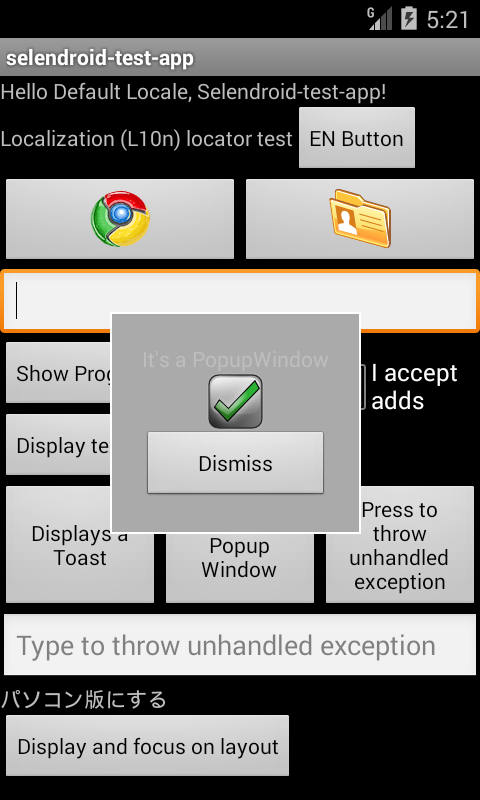 G 5:21
selendroid-test-app
Hello Default Locale, Selendroid-test-app!
Localization (L10n) locator test
EN Button
It's a PopupWindow
Dismiss
Show
I accept
adds
Display
Displays a
Toast
Popup
Window
Press to
throw
unhandled
exception
Type to throw unhandled exception
パソコン版にする
Display and focus on layout